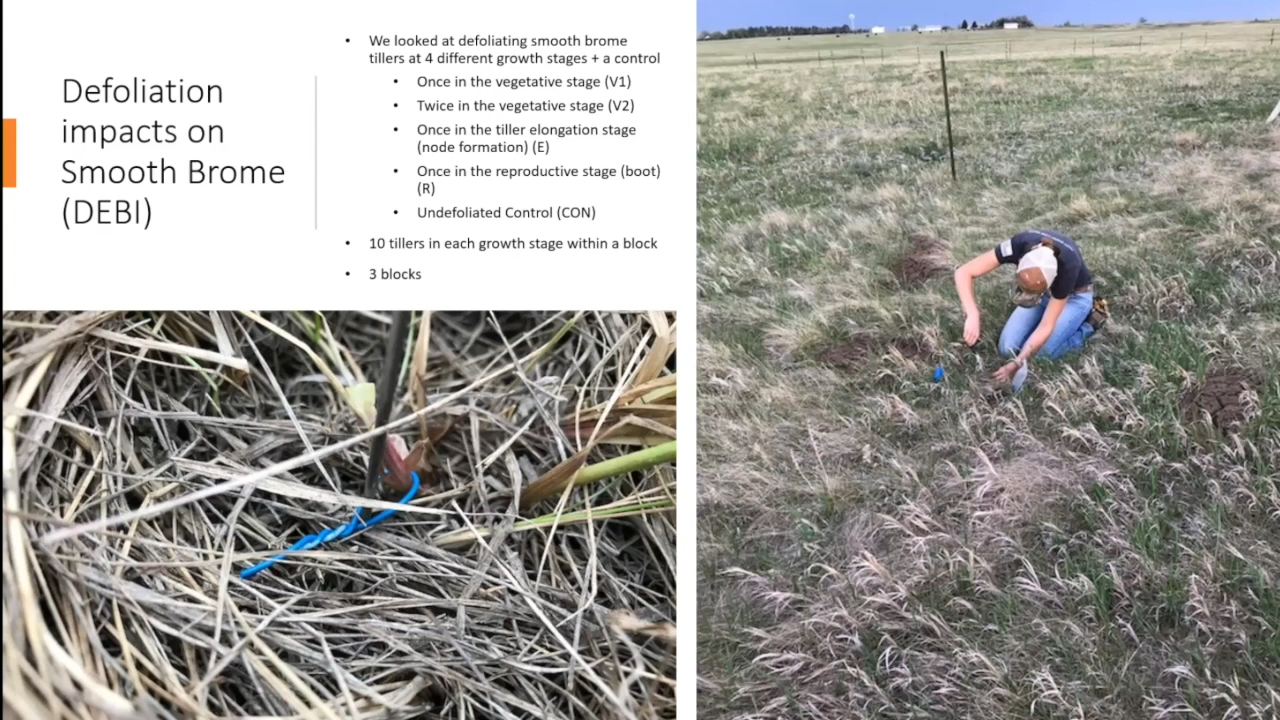 Defoliation
impacts on
Smooth Brome
(DEBI)
• We looked at defoliating smooth brome
tillers at 4 different growth stages + a control
• Once in the vegetative stage (V1)
• Twice in the vegetative stage (V2)
• Once in the tiller elongation stage
(node formation) (E)
• Once in the reproductive stage (boot)
(R)
• Undefoliated Control (CON)
• 10 tillers in each growth stage within a block
• 3 blocks